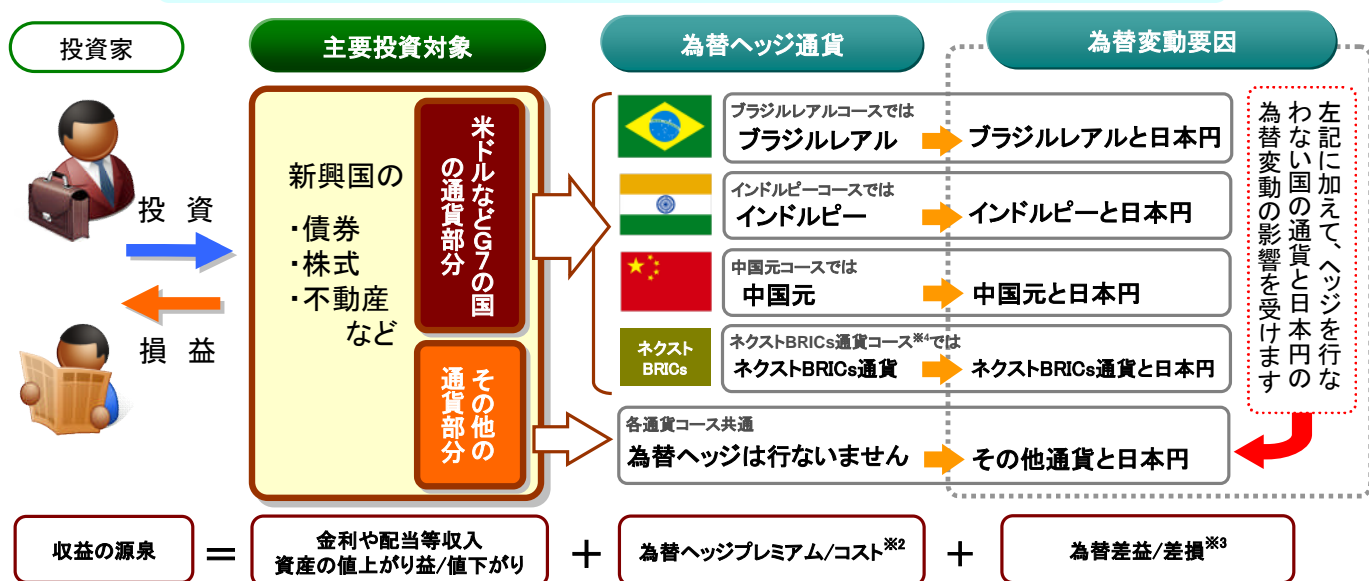 投資家
主要投資対象
為替ヘッジ通貨
為替変動要因
投 資
損 益
新興国の
・債券
・株式
・不動産
など
米ドルなどG7の国
の通貨部分
その他の
通貨部分
ブラジルレアルコースでは
ブラジルレアル
ブラジルレアルと日本円
インドルピーコースでは
インドルピー
インドルピーと日本円
中国元コースでは
中国元
中国元と日本円
ネクスト
BRICs
ネクストBRICs通貨コース※4では
ネクストBRICs通貨
ネクストBRICs通貨と日本円
各通貨コース共通
為替ヘッジは行ないません
その他通貨と日本円
左記に加えて、ヘッジを行な
わない国の通貨と日本円の
為替変動の影響を受けます
収益の源泉
=
金利や配当等収入
資産の値上がり益/値下がり
+
為替ヘッジプレミアム/コスト※2
+
為替差益/差損※3